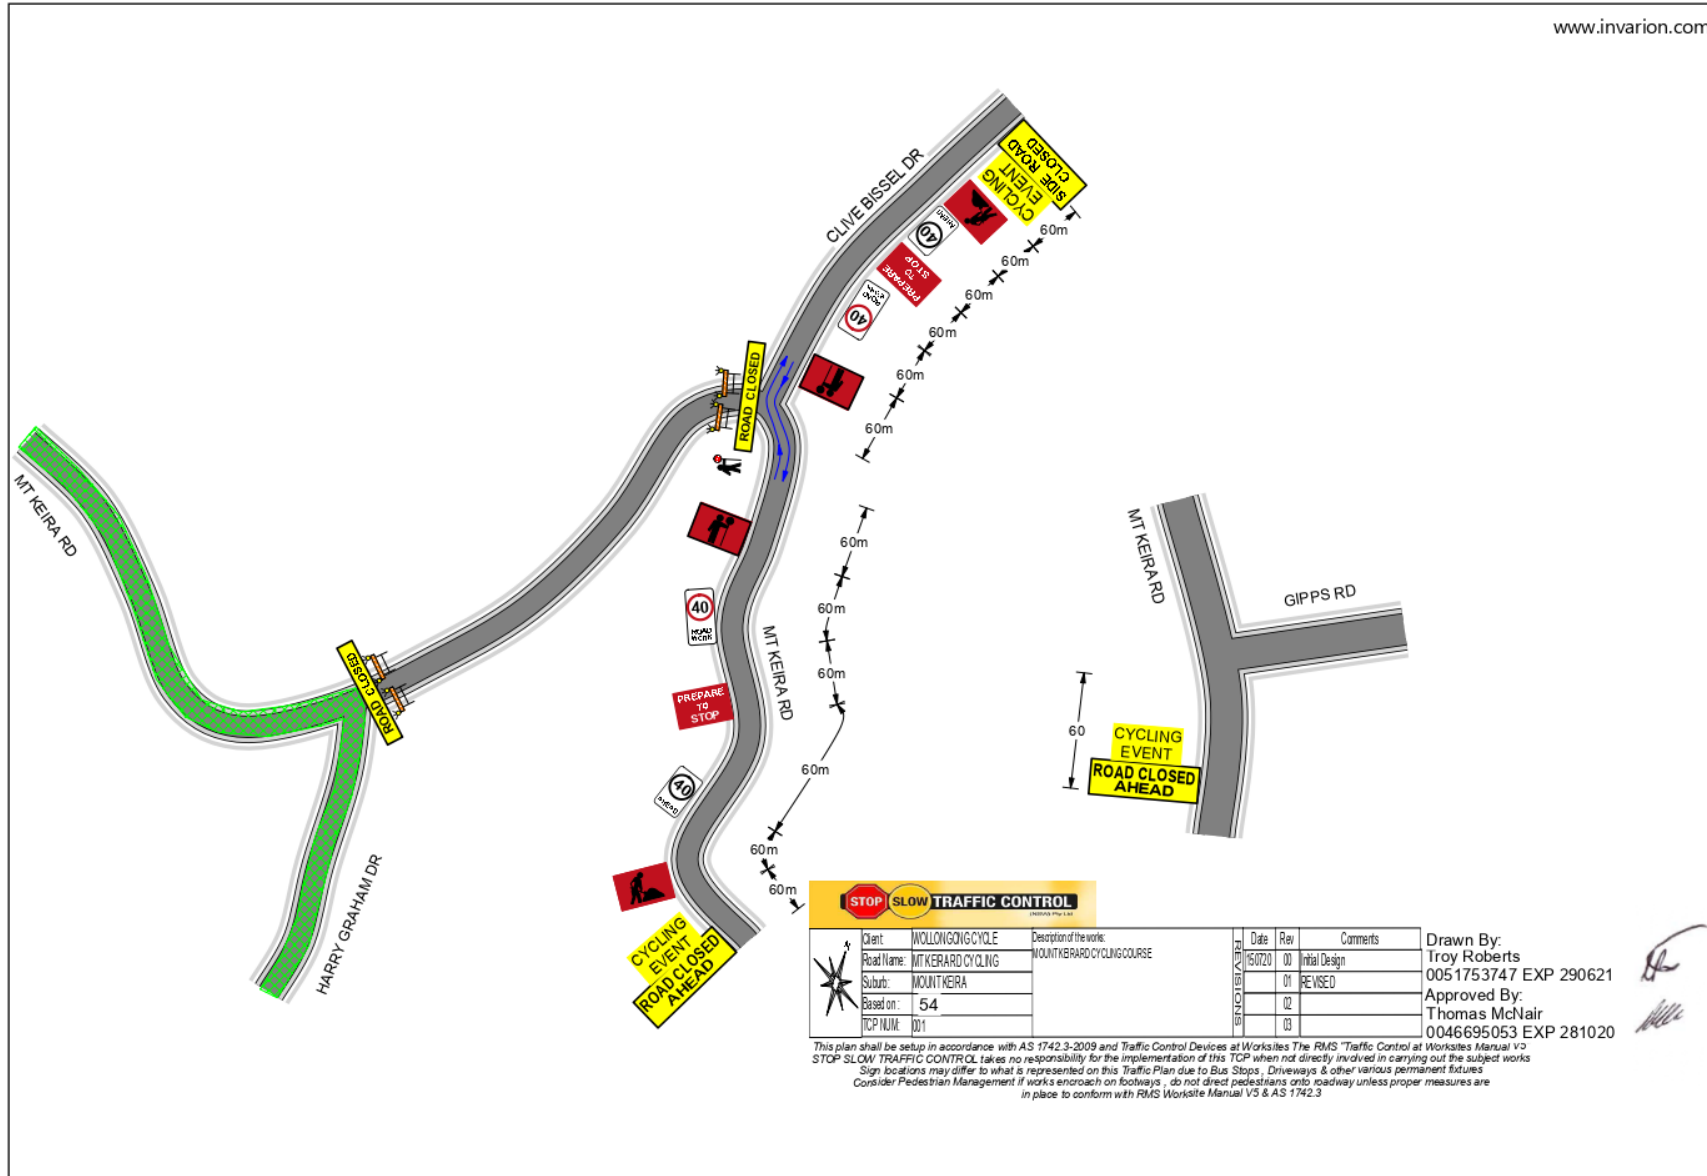 www.invarion.com
CLIVE BISSEL DR
SIDE ROAD
CLOSED
CYCLING
EVENT
40
AHEAD
PREPARE
TO
STOP
40
ROAD
WORK
60m
60m
60m
60m
60m
60m
ROAD CLOSED
MT KEIRA RD
ROAD CLOSED
HARRY GRAHAM DR
40
ROAD
WORK
PREPARE
TO
STOP
40
MT KEIRA RD
60m
60m
60m
60m
60m
60m
CYCLING
EVENT
ROAD CLOSED
AHEAD
MT KEIRA RD
GIPPS RD
60
CYCLING
EVENT
ROAD CLOSED
AHEAD
STOP SLOW TRAFFIC CONTROL
N
Client: WOLLONGONG CYCLE
Road Name: MT KEIRA RD CYCLING
Suburb: MOUNT KEIRA
Based on: 54
TCP NUM: 001
Description of the works:
MOUNT KBRARD CYCLING COURSE
REVISIONS
Date Rev Comments
150720 00 Initial Design
01 REVISED
02
03
Drawn By:
Troy Roberts
0051753747 EXP 290621
Approved By:
Thomas McNair
0046695053 EXP 281020
This plan shall be setup in accordance with AS 1742.3-2009 and Traffic Control Devices at Worksites The RMS "Traffic Control at Worksites Manual V5
STOP SLOW TRAFFIC CONTROL takes no responsibility for the implementation of this TCP when not directly involved in carrying out the subject works
Sign locations may differ to what is represented on this Traffic Plan due to Bus Stops , Driveways & other various permanent fixtures
Consider Pedestrian Management if works encroach on footways , do not direct pedestrians onto roadway unless proper measures are
in place to conform with RMS Worksite Manual V5 & AS 1742.3